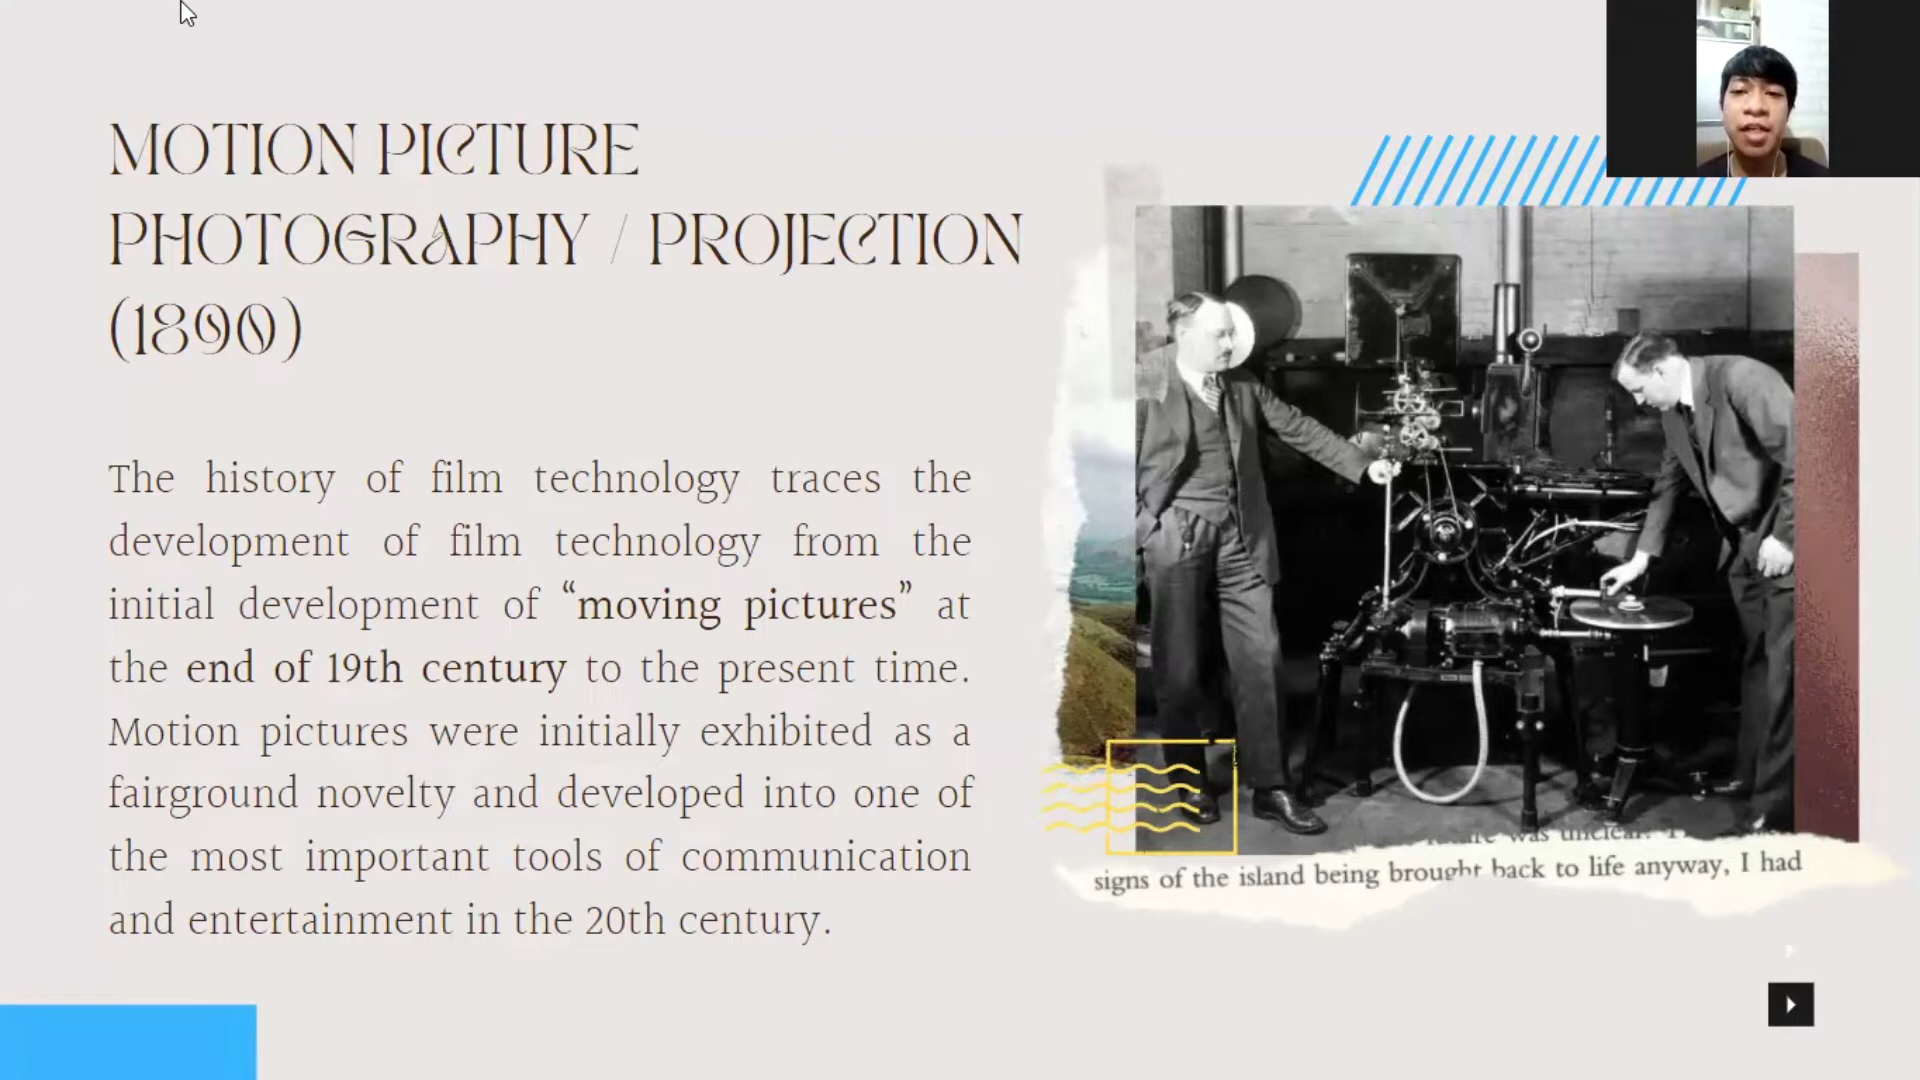 MOTION PICTURE
PHOTOGRAPHY / PROJECTION
(1890)
The history of film technology traces the
development of film technology from the
initial development of “moving pictures” at
the end of 19th century to the present time.
Motion pictures were initially exhibited as a
fairground novelty and developed into one of
the most important tools of communication
and entertainment in the 20th century.
was unclear.
signs of the island being brought back to life anyway, I had